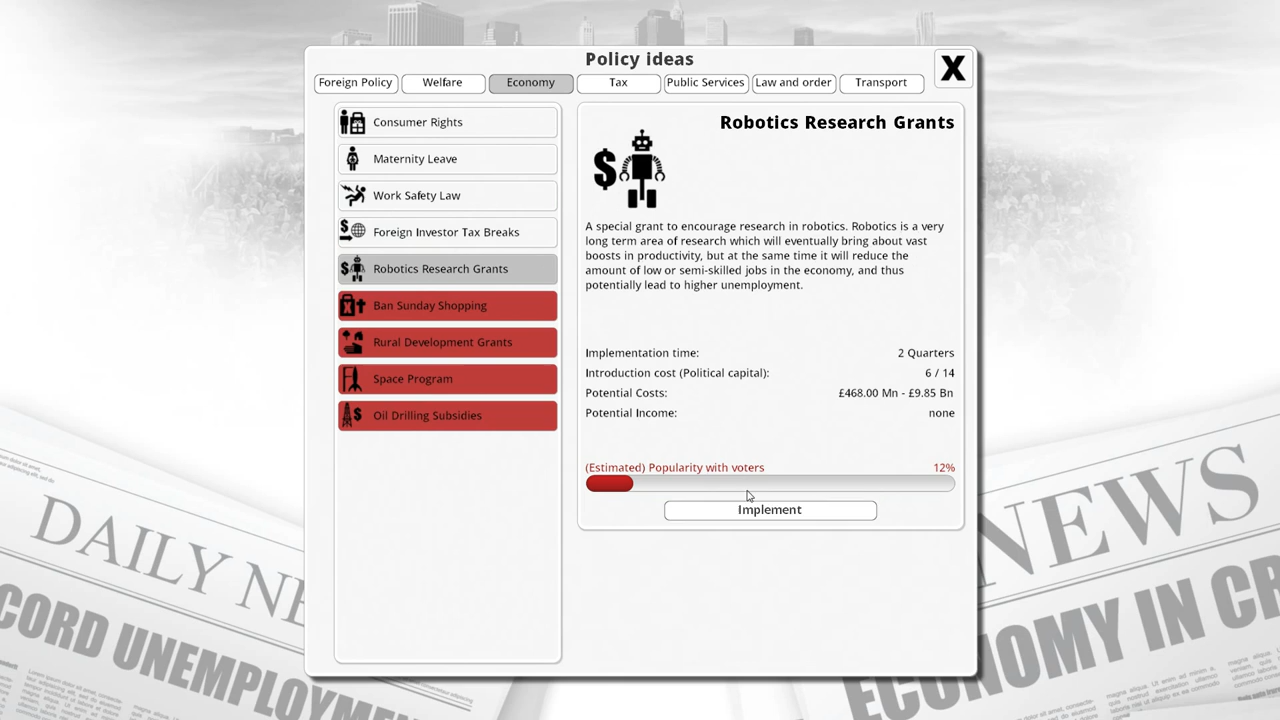 Policy ideas
X
Foreign Policy
Welfare
Economy
Tax
Public Services
Law and order
Transport
Consumer Rights
Maternity Leave
Work Safety Law
Foreign Investor Tax Breaks
Robotics Research Grants
Ban Sunday Shopping
Rural Development Grants
Space Program
Oil Drilling Subsidies
Robotics Research Grants
A special grant to encourage research in robotics. Robotics is a very
long term area of research which will eventually bring about vast
boosts in productivity, but at the same time it will reduce the
amount of low or semi-skilled jobs in the economy, and thus
potentially lead to higher unemployment.
Implementation time: 2 Quarters
Introduction cost (Political capital): 6 / 14
Potential Costs: £468.00 Mn - £9.85 Bn
Potential Income: none
(Estimated) Popularity with voters 12%
Implement
DAILY NE
CORD UNEMPLOYM
NEWS
ECONOMY IN CR